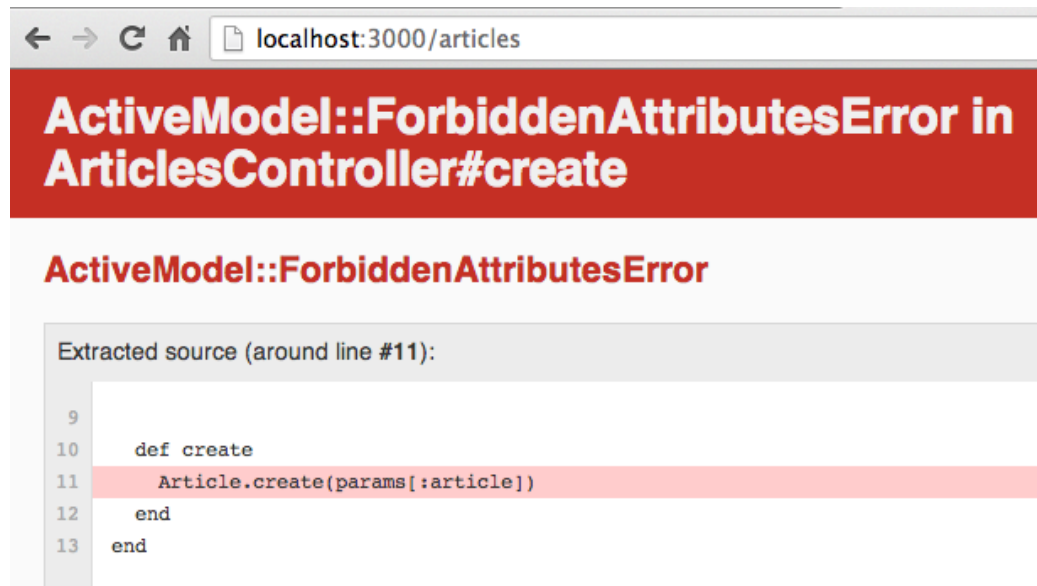 localhost:3000/articles
ActiveModel::ForbiddenAttributesError in
ArticlesController#create
ActiveModel::ForbiddenAttributesError
Extracted source (around line #11):
9
10 def create
11 Article.create(params[:article])
12 end
13 end